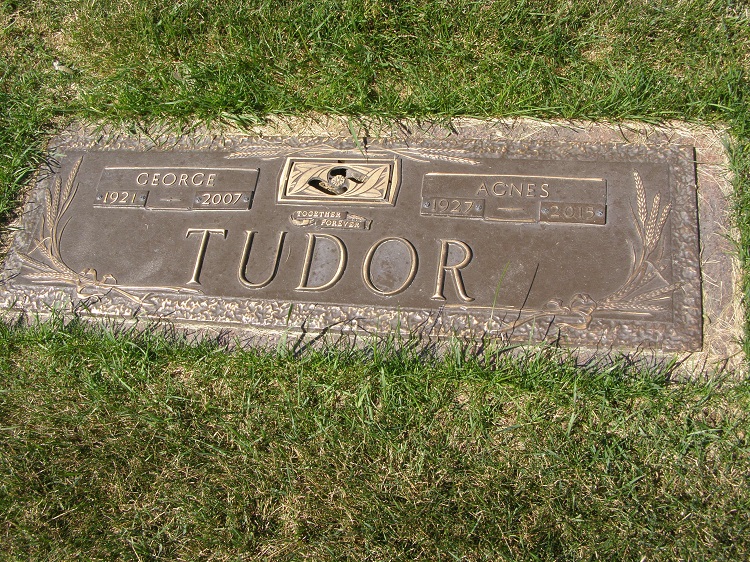 GEORGE
1921 — 2007
AGNES
1927 — 2015
TOGETHER
FOREVER
TUDOR